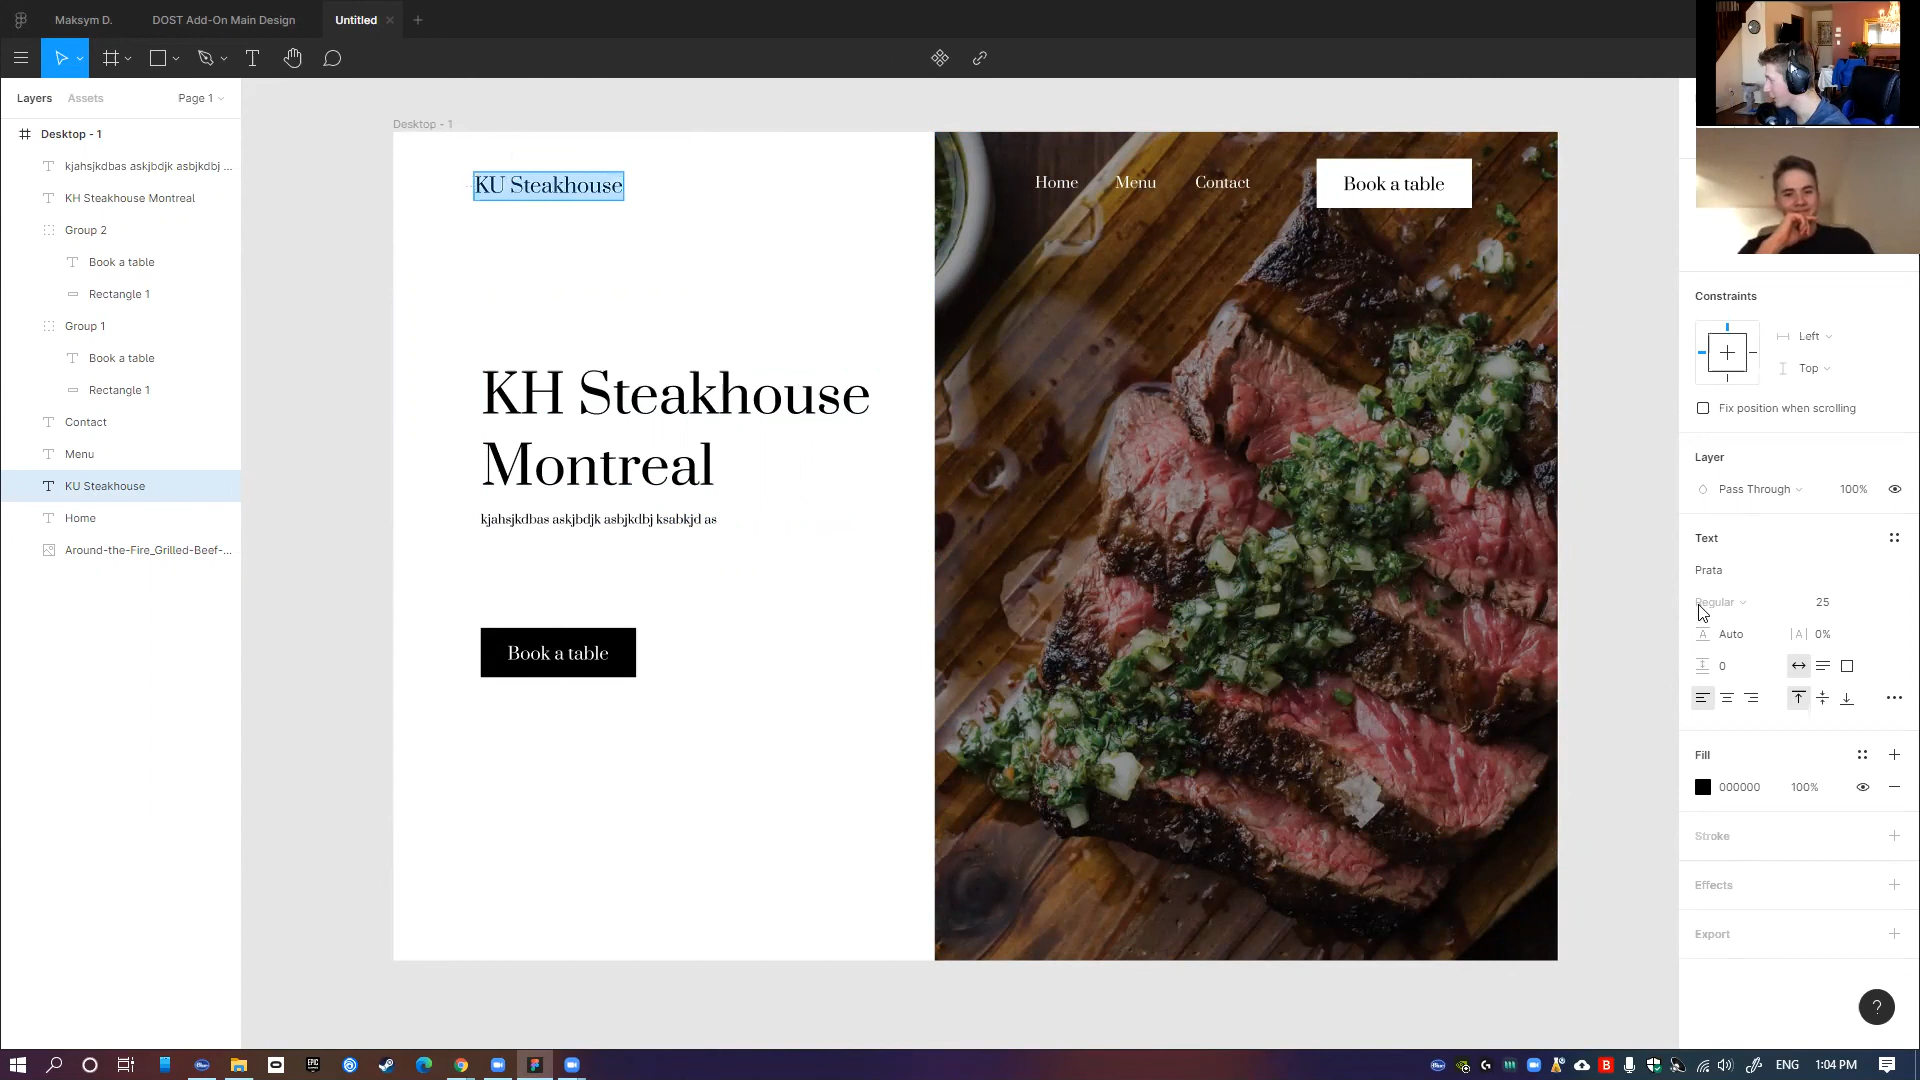 Maksym D.
DOST Add-On Main Design
Untitled
Layers
Assets
Page 1
Desktop - 1
kjahsjkdbas askjbdjk asbjkdbj ...
KH Steakhouse Montreal
Group 2
Book a table
Rectangle 1
Group 1
Book a table
Rectangle 1
Contact
Menu
KU Steakhouse
Home
Around-the-Fire_Grilled-Beef-...
Desktop - 1
KU Steakhouse
Home
Menu
Contact
Book a table
KH Steakhouse
Montreal
kjahsjkdbas askjbdjk asbjkdbj ksabkjd as
Book a table
Constraints
Left
Top
Fix position when scrolling
Layer
Pass Through
100%
Text
Prata
Regular
25
Auto
0%
0
Fill
000000
100%
Stroke
Effects
Export
?
ENG
1:04 PM